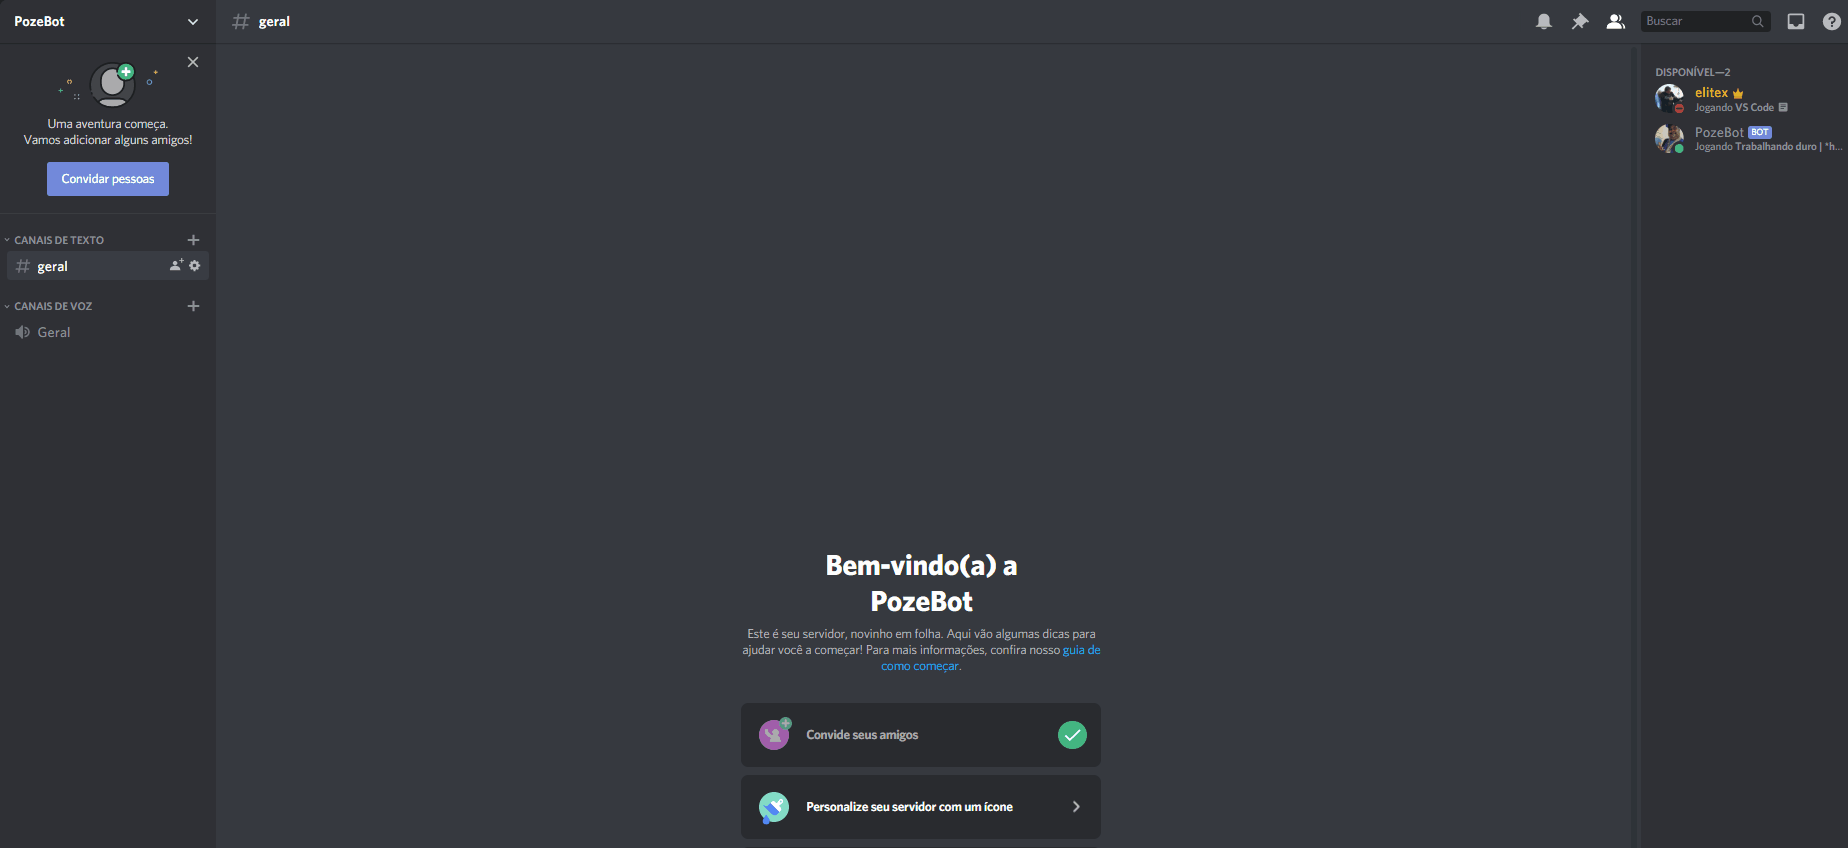 PozeBot
Uma aventura começa.
Vamos adicionar alguns amigos!
Convidar pessoas
CANAIS DE TEXTO
geral
CANAIS DE VOZ
Geral
geral
Buscar
Bem-vindo(a) a
PozeBot
Este é seu servidor, novinho em folha. Aqui vão algumas dicas para
ajudar você a começar! Para mais informações, confira nosso guia de
como começar.
Convide seus amigos
Personalize seu servidor com um ícone
DISPONÍVEL—2
elitex
Jogando VS Code
PozeBot BOT
Jogando Trabalhando duro | *h...